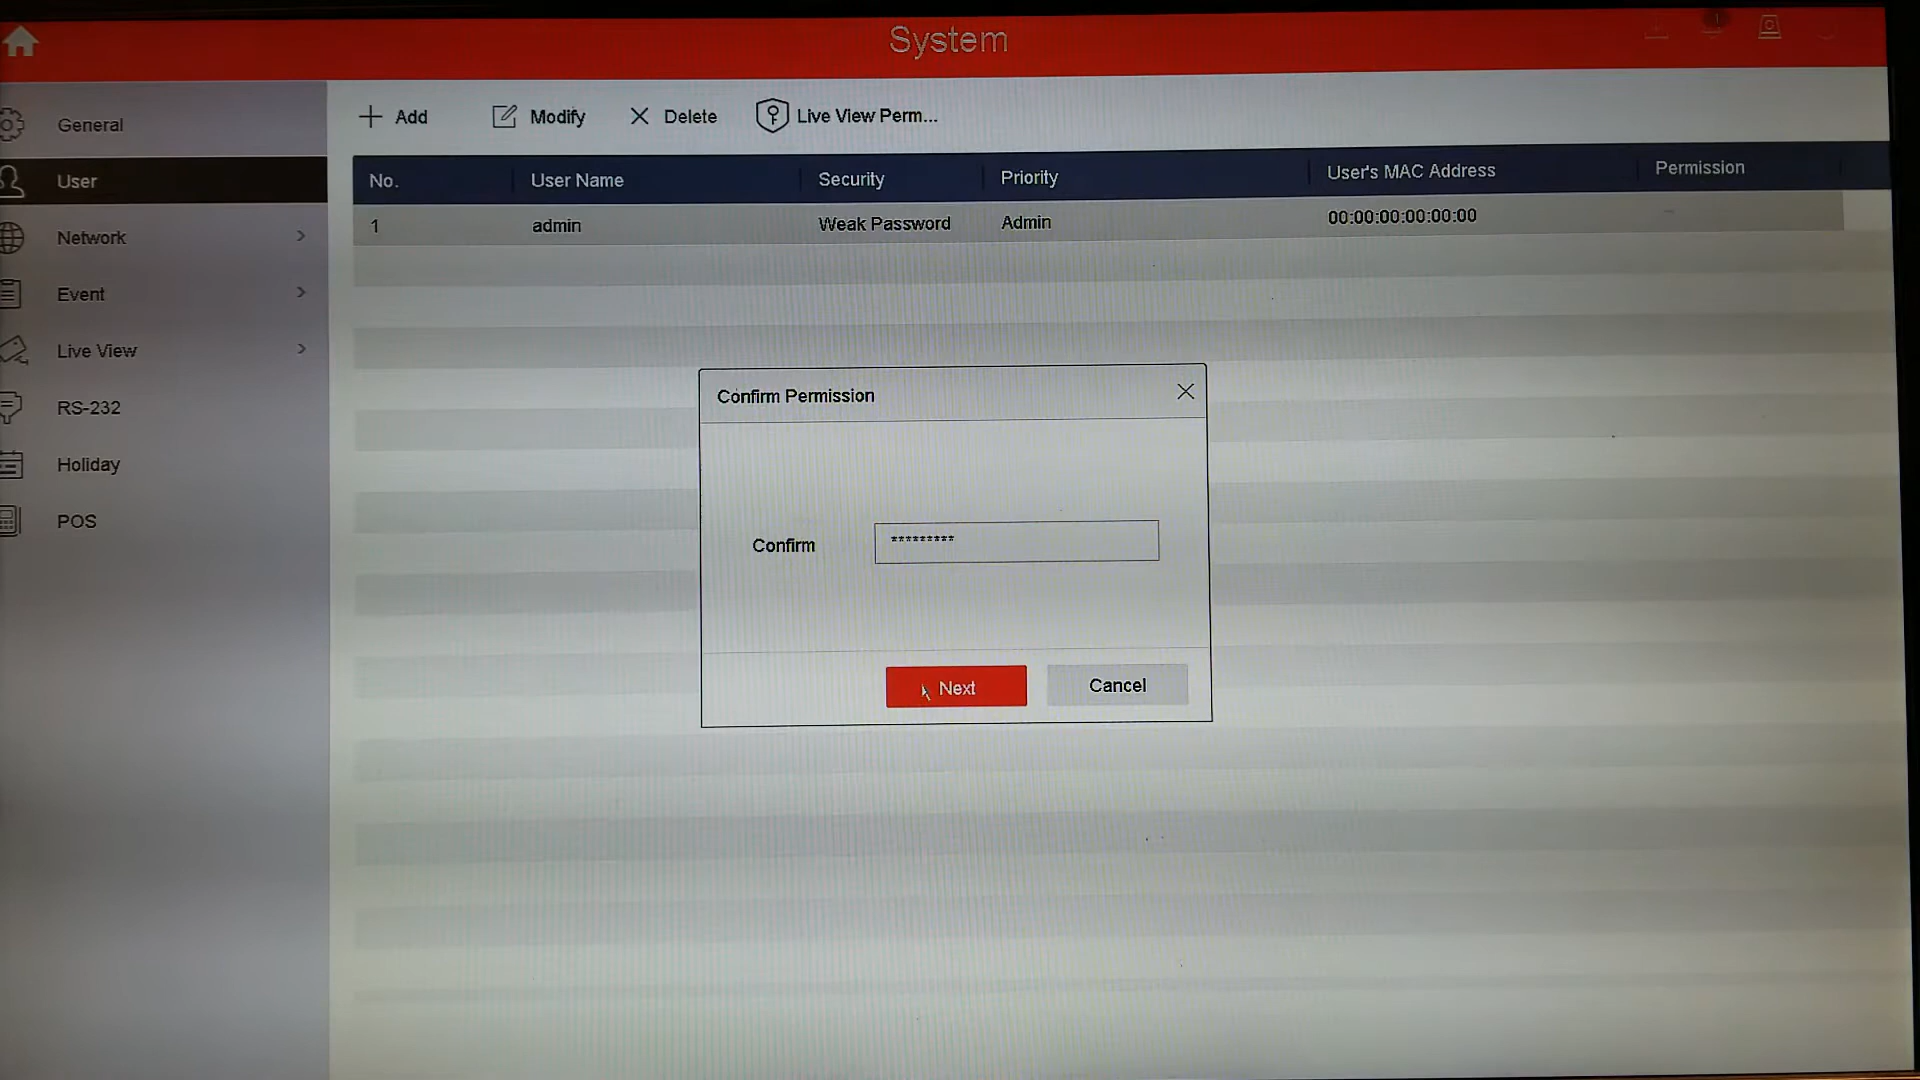 System
General
User
Network
Event
Live View
RS-232
Holiday
POS
Add Modify Delete Live View Perm...
No. User Name Security Priority User's MAC Address Permission
1 admin Weak Password Admin 00:00:00:00:00:00 --
Confirm Permission
Confirm *********
Next Cancel